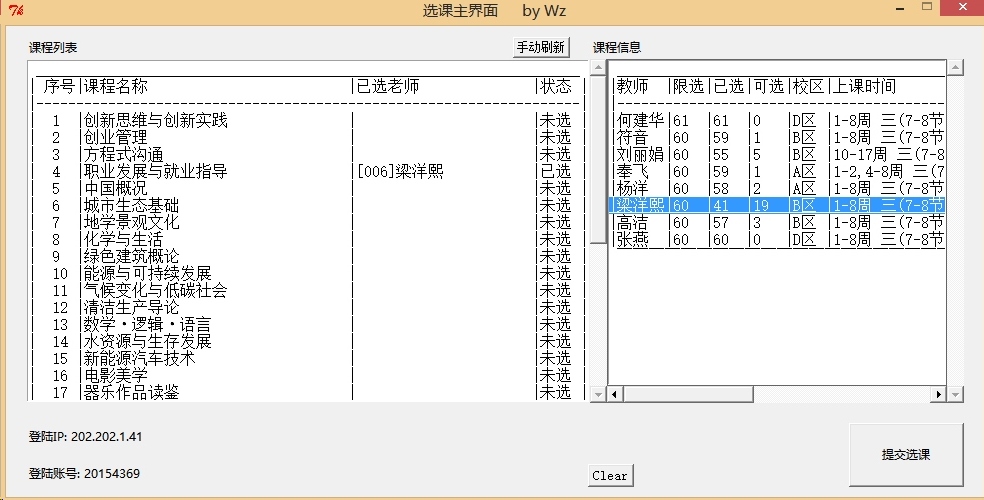 选课主界面 by Wz
课程列表
手动刷新
课程信息
序号|课程名称|已选老师|状态
1 |创新思维与创新实践| |未选
2 |创业管理| |未选
3 |方程式沟通| |未选
4 |职业发展与就业指导|[006]梁洋熙|已选
5 |中国概况| |未选
6 |城市生态基础| |未选
7 |地学景观文化| |未选
8 |化学与生活| |未选
9 |绿色建筑概论| |未选
10 |能源与可持续发展| |未选
11 |气候变化与低碳社会| |未选
12 |清洁生产导论| |未选
13 |数学·逻辑·语言| |未选
14 |水资源与生存发展| |未选
15 |新能源汽车技术| |未选
16 |电影美学| |未选
17 |器乐作品读鉴| |未选
教师|限选|已选|可选|校区|上课时间
何建华|61|61|0|D区|1-8周 三(7-8节
符音|60|59|1|B区|1-8周 三(7-8节
刘丽娟|60|55|5|B区|10-17周 三(7-8
奉飞|60|59|1|A区|1-2,4-8周 三(7
杨洋|60|58|2|A区|1-8周 三(7-8节
梁洋熙|60|41|19|B区|1-8周 三(7-8节
高洁|60|57|3|B区|1-8周 三(7-8节
张燕|60|60|0|D区|1-8周 三(7-8节
登陆IP: 202.202.1.41
登陆账号: 20154369
Clear
提交选课